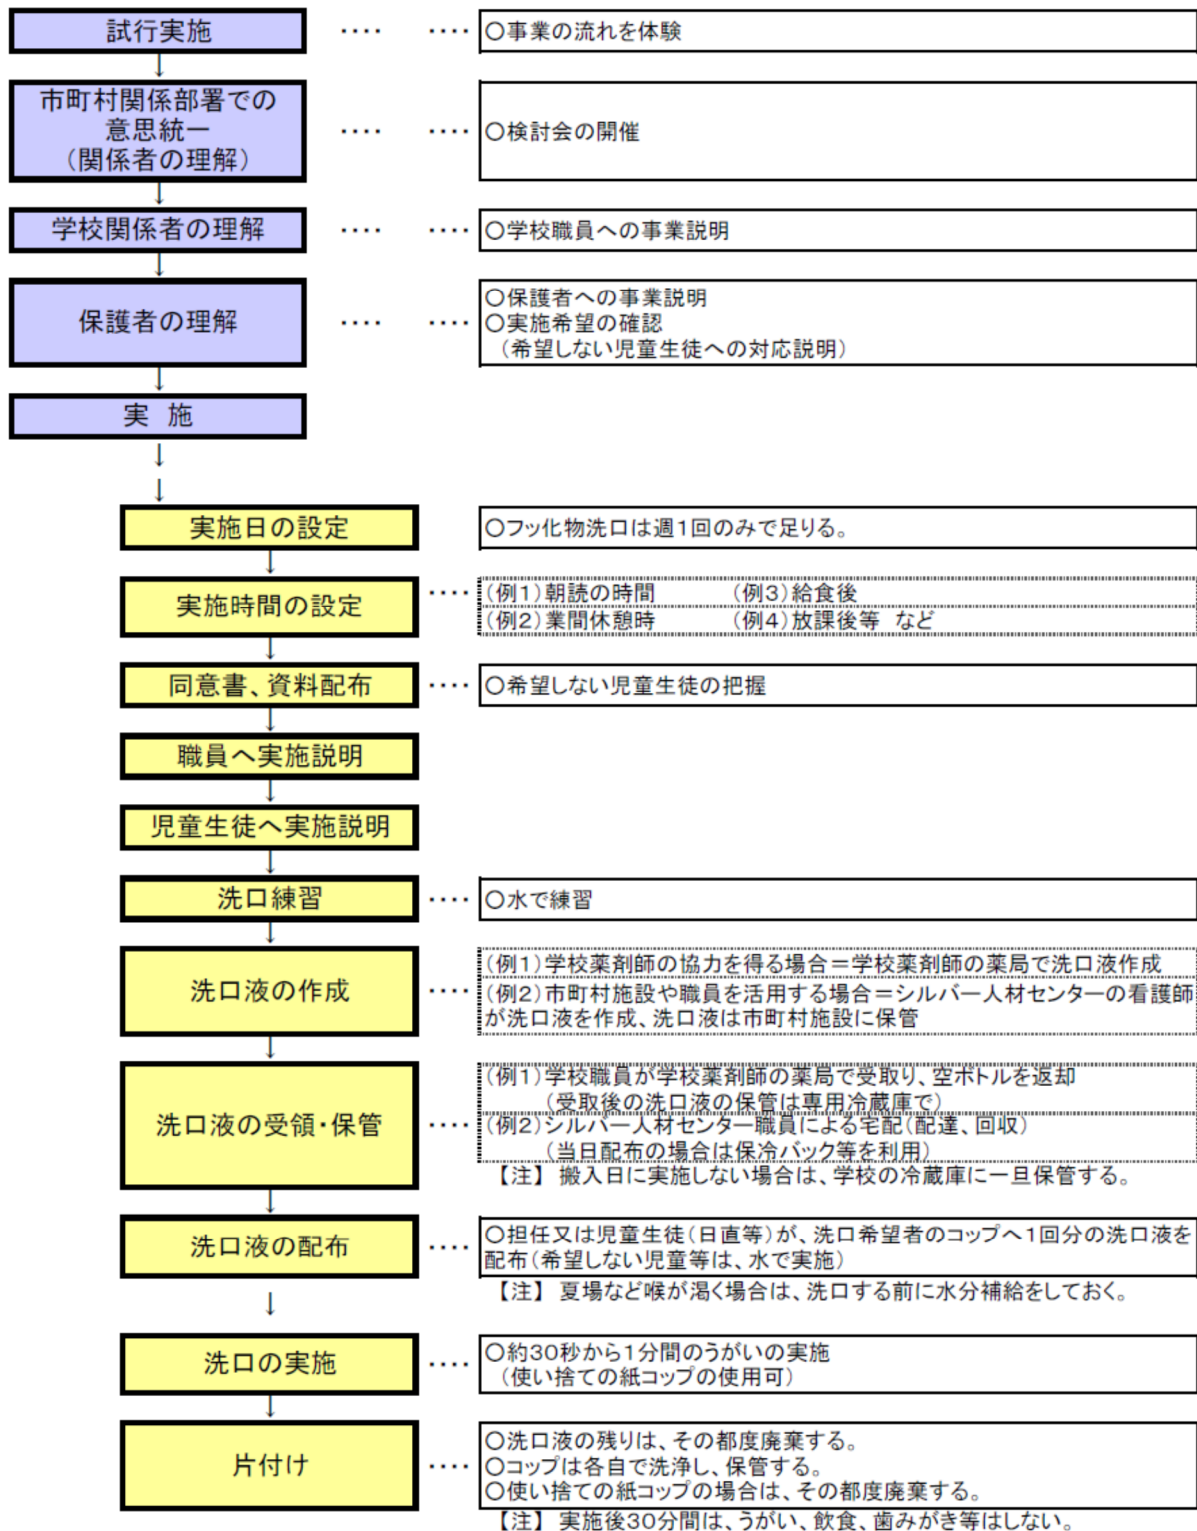 試行実施 ‥‥ ‥‥ ○事業の流れを体験
↓
市町村関係部署での
意思統一
（関係者の理解）
‥‥ ‥‥ ○検討会の開催
↓
学校関係者の理解 ‥‥ ‥‥ ○学校職員への事業説明
↓
保護者の理解 ‥‥ ‥‥
○保護者への事業説明
○実施希望の確認
（希望しない児童生徒への対応説明）
↓
実 施
↓
↓
実施日の設定 ○フッ化物洗口は週1回のみで足りる。
↓
実施時間の設定 ‥‥
（例1）朝読の時間 （例3）給食後
（例2）業間休憩時 （例4）放課後等 など
↓
同意書、資料配布 ‥‥ ○希望しない児童生徒の把握
↓
職員へ実施説明
↓
児童生徒へ実施説明
↓
洗口練習 ‥‥ ○水で練習
↓
洗口液の作成 ‥‥
（例1）学校薬剤師の協力を得る場合＝学校薬剤師の薬局で洗口液作成
（例2）市町村施設や職員を活用する場合＝シルバー人材センターの看護師
が洗口液を作成、洗口液は市町村施設に保管
↓
洗口液の受領・保管 ‥‥
（例1）学校職員が学校薬剤師の薬局で受取り、空ボトルを返却
（受取後の洗口液の保管は専用冷蔵庫で）
（例2）シルバー人材センター職員による宅配（配達、回収）
（当日配布の場合は保冷バック等を利用）
【注】 搬入日に実施しない場合は、学校の冷蔵庫に一旦保管する。
↓
洗口液の配布 ‥‥
○担任又は児童生徒（日直等）が、洗口希望者のコップへ1回分の洗口液を
配布（希望しない児童等は、水で実施）
【注】 夏場など喉が渇く場合は、洗口する前に水分補給をしておく。
↓
洗口の実施 ‥‥
○約30秒から1分間のうがいの実施
（使い捨ての紙コップの使用可）
↓
片付け ‥‥
○洗口液の残りは、その都度廃棄する。
○コップは各自で洗浄し、保管する。
○使い捨ての紙コップの場合は、その都度廃棄する。
【注】 実施後30分間は、うがい、飲食、歯みがき等はしない。